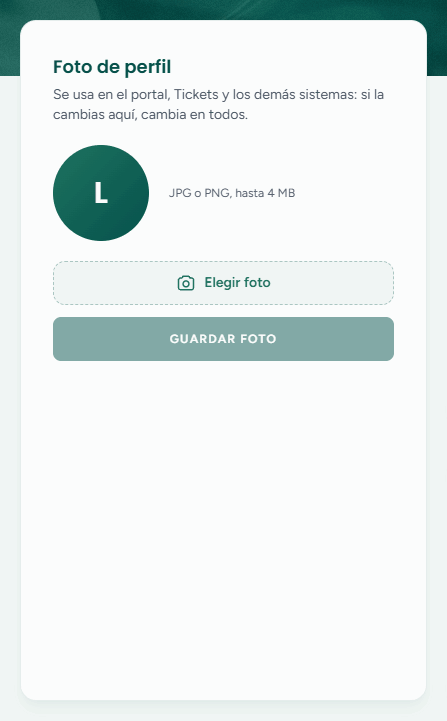 Foto de perfil
Se usa en el portal, Tickets y los demás sistemas: si la
cambias aquí, cambia en todos.
L
JPG o PNG, hasta 4 MB
Elegir foto
GUARDAR FOTO